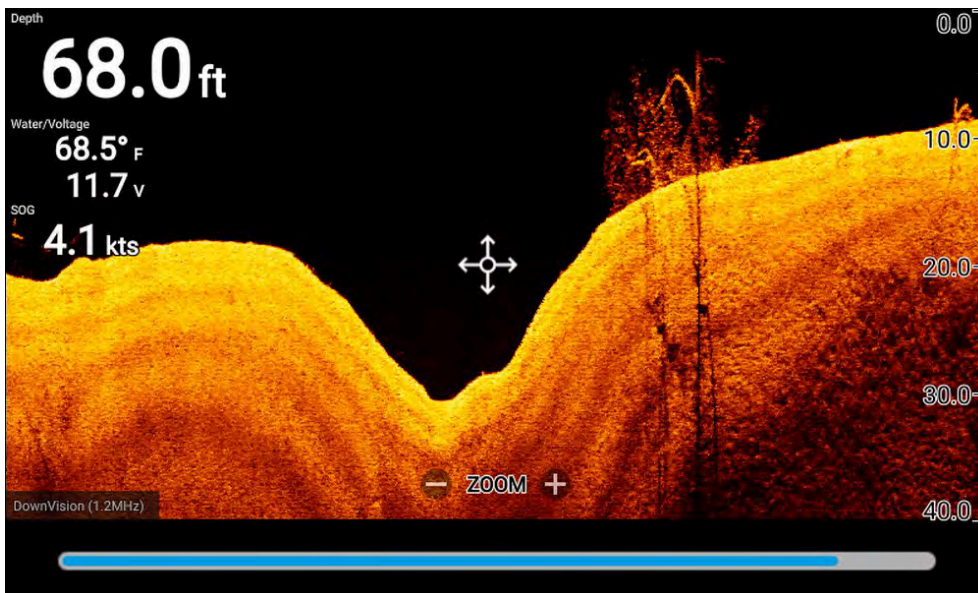 Depth
68.0 ft
Water/Voltage
68.5° F
11.7 V
SOG
4.1 kts
0.0
10.0
20.0
30.0
40.0
ZOOM
DownVision (1.2MHz)